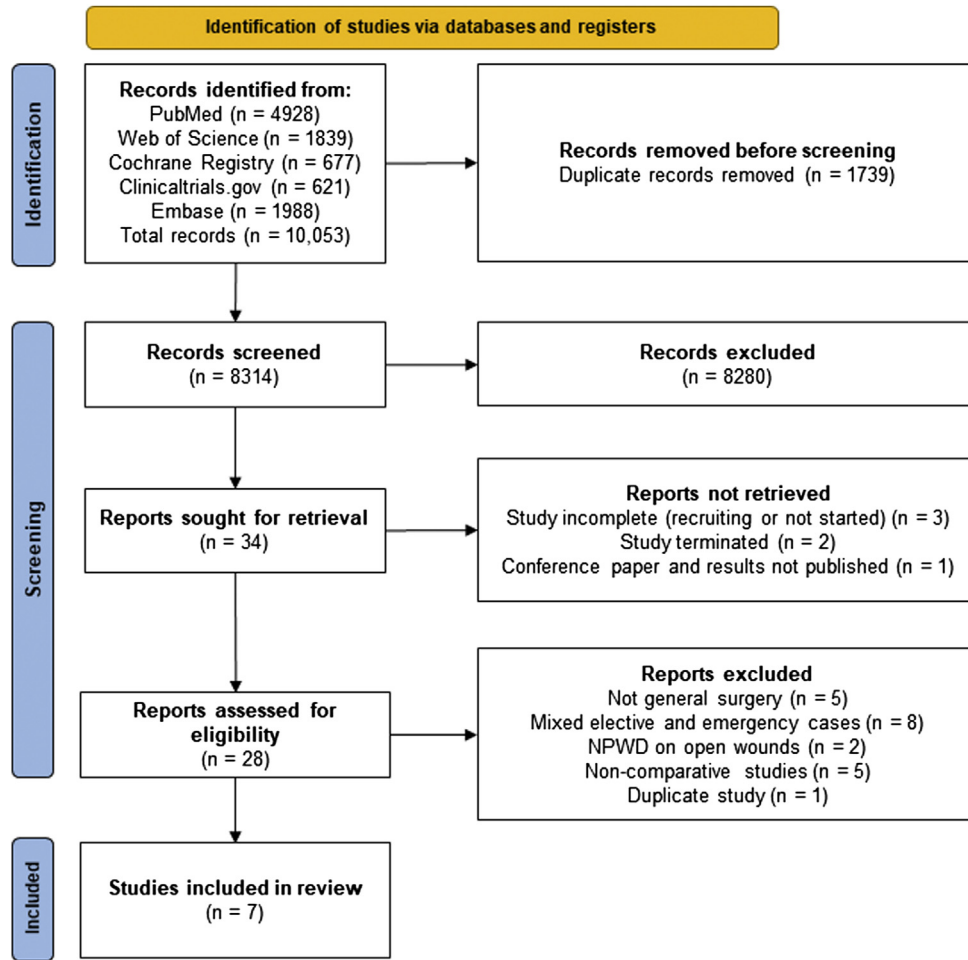 Identification of studies via databases and registers
Identification
Records identified from:
PubMed (n = 4928)
Web of Science (n = 1839)
Cochrane Registry (n = 677)
Clinicaltrials.gov (n = 621)
Embase (n = 1988)
Total records (n = 10,053)
Records removed before screening
Duplicate records removed (n = 1739)
Screening
Records screened
(n = 8314)
Records excluded
(n = 8280)
Reports sought for retrieval
(n = 34)
Reports not retrieved
Study incomplete (recruiting or not started) (n = 3)
Study terminated (n = 2)
Conference paper and results not published (n = 1)
Reports assessed for
eligibility
(n = 28)
Reports excluded
Not general surgery (n = 5)
Mixed elective and emergency cases (n = 8)
NPWD on open wounds (n = 2)
Non-comparative studies (n = 5)
Duplicate study (n = 1)
Included
Studies included in review
(n = 7)